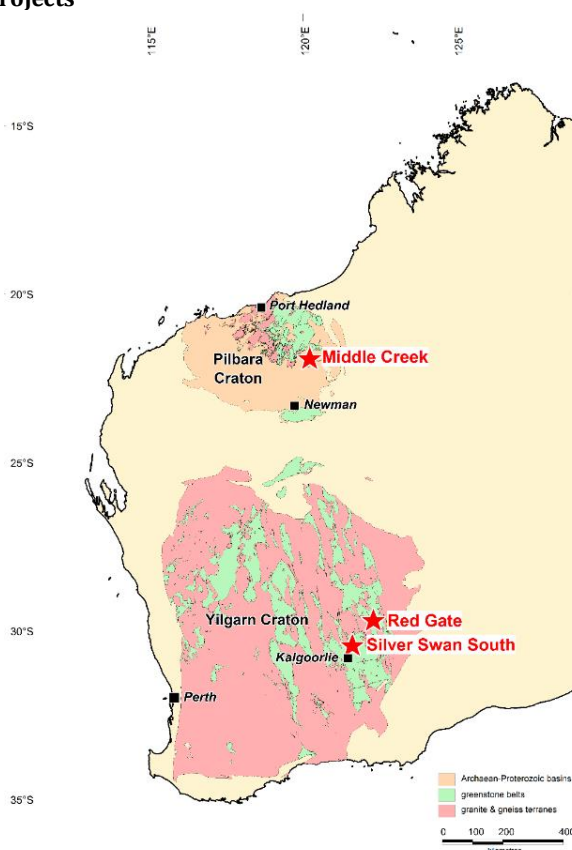 115°E
120°E
125°E
15°S
20°S
Port Hedland
Pilbara
Craton
Middle Creek
Newman
25°S
Yilgarn Craton
Red Gate
30°S
Silver Swan South
Kalgoorlie
Perth
Archaean-Proterozoic basins
greenstone belts
granite & gneiss terranes
35°S
0 100 200 400